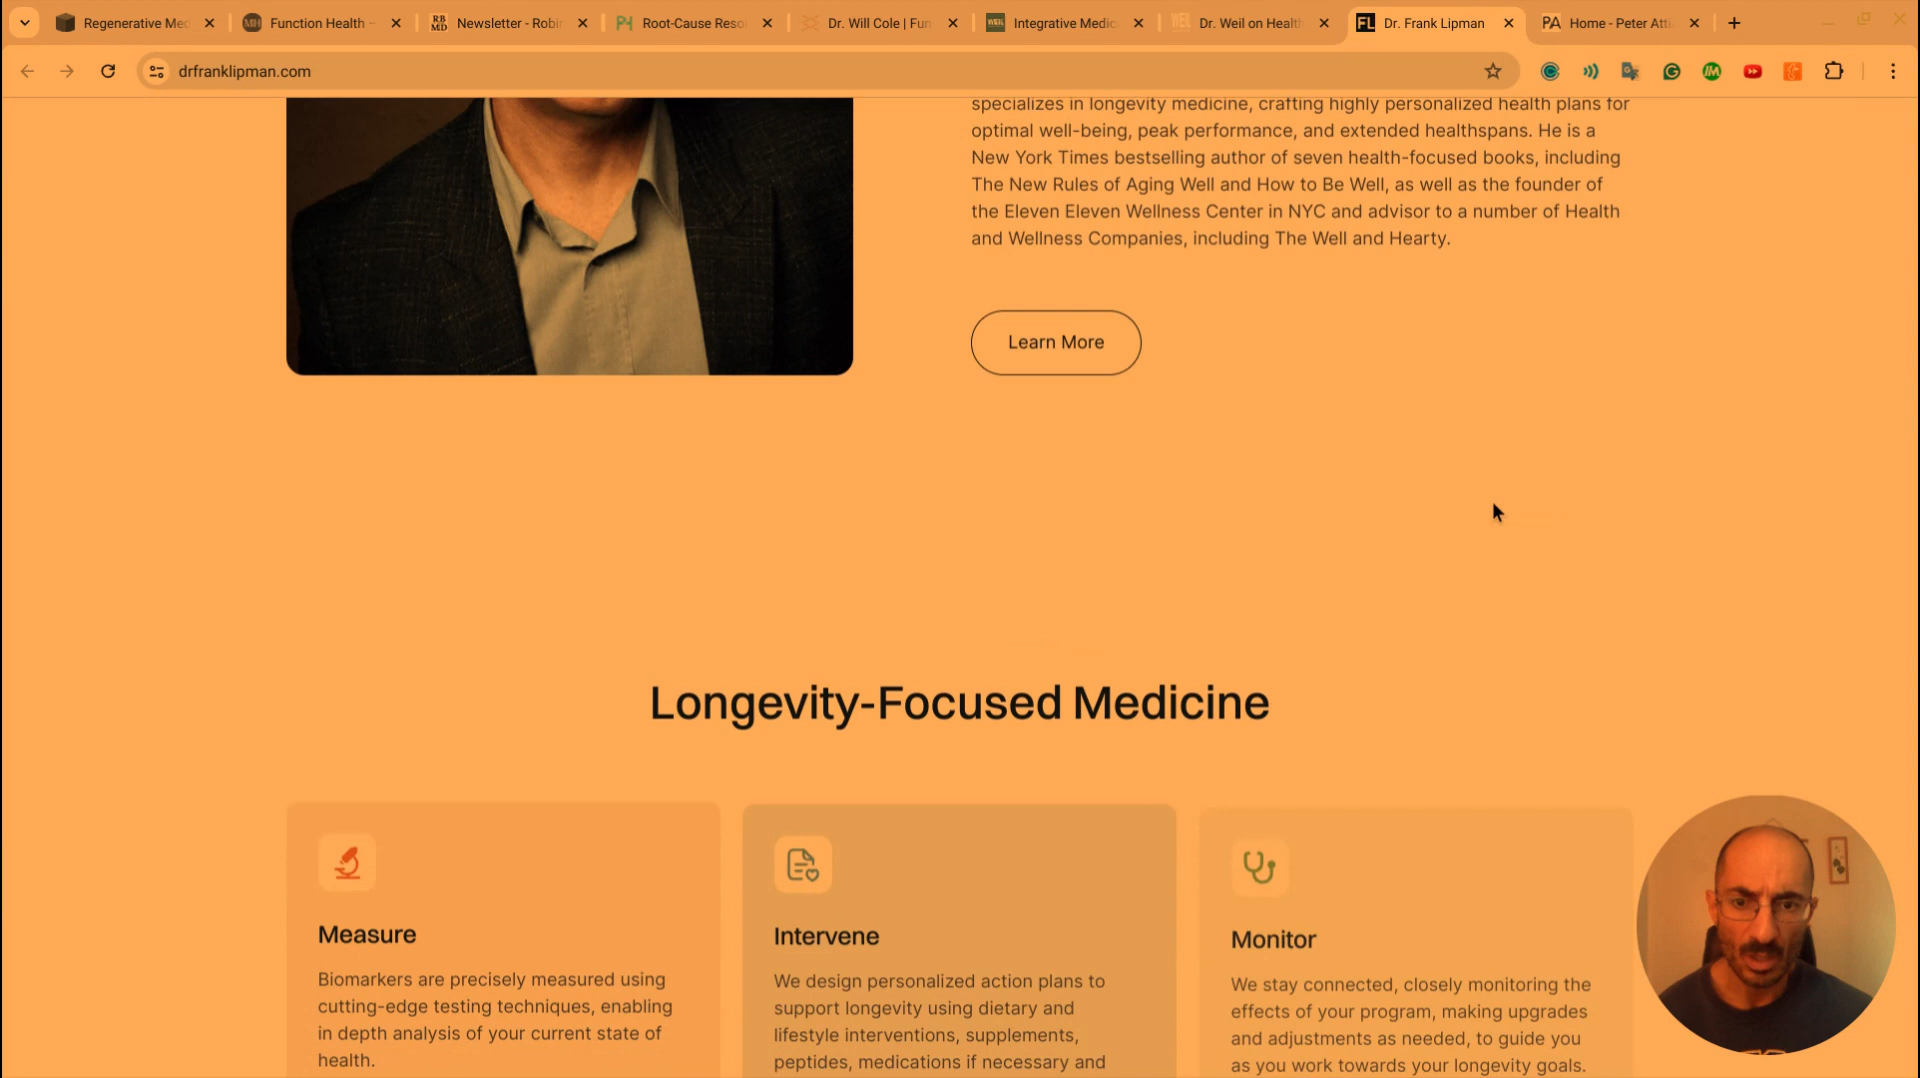 Regenerative Med
Function Health –
RB
MD
Newsletter - Robi
Root-Cause Reso
Dr. Will Cole | Fun
WEIL
Integrative Medic
WEIL
Dr. Weil on Health
FL
Dr. Frank Lipman
PA
Home - Peter Atti
drfranklipman.com
specializes in longevity medicine, crafting highly personalized health plans for
optimal well-being, peak performance, and extended healthspans. He is a
New York Times bestselling author of seven health-focused books, including
The New Rules of Aging Well and How to Be Well, as well as the founder of
the Eleven Eleven Wellness Center in NYC and advisor to a number of Health
and Wellness Companies, including The Well and Hearty.
Learn More
Longevity-Focused Medicine
Measure
Biomarkers are precisely measured using
cutting-edge testing techniques, enabling
in depth analysis of your current state of
health.
Intervene
We design personalized action plans to
support longevity using dietary and
lifestyle interventions, supplements,
peptides, medications if necessary and
Monitor
We stay connected, closely monitoring the
effects of your program, making upgrades
and adjustments as needed, to guide you
as you work towards your longevity goals.